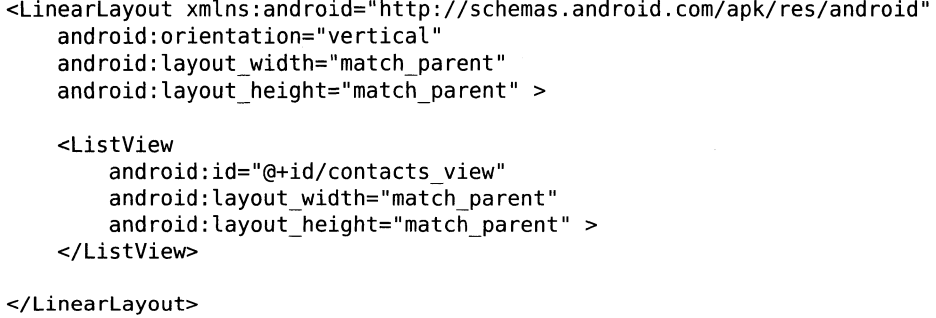 <LinearLayout xmlns:android="http://schemas.android.com/apk/res/android"
    android:orientation="vertical"
    android:layout_width="match_parent"
    android:layout_height="match_parent" >

    <ListView
        android:id="@+id/contacts_view"
        android:layout_width="match_parent"
        android:layout_height="match_parent" >
    </ListView>

</LinearLayout>